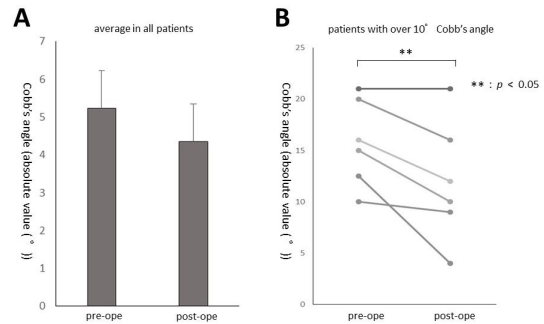 A
average in all patients
Cobb's angle (absolute value ( ° ))
7
6
5
4
3
2
1
0
pre-ope
post-ope
B
patients with over 10° Cobb's angle
Cobb's angle (absolute value ( ° ))
25
20
15
10
5
0
**
** : p < 0.05
pre-ope
post-ope